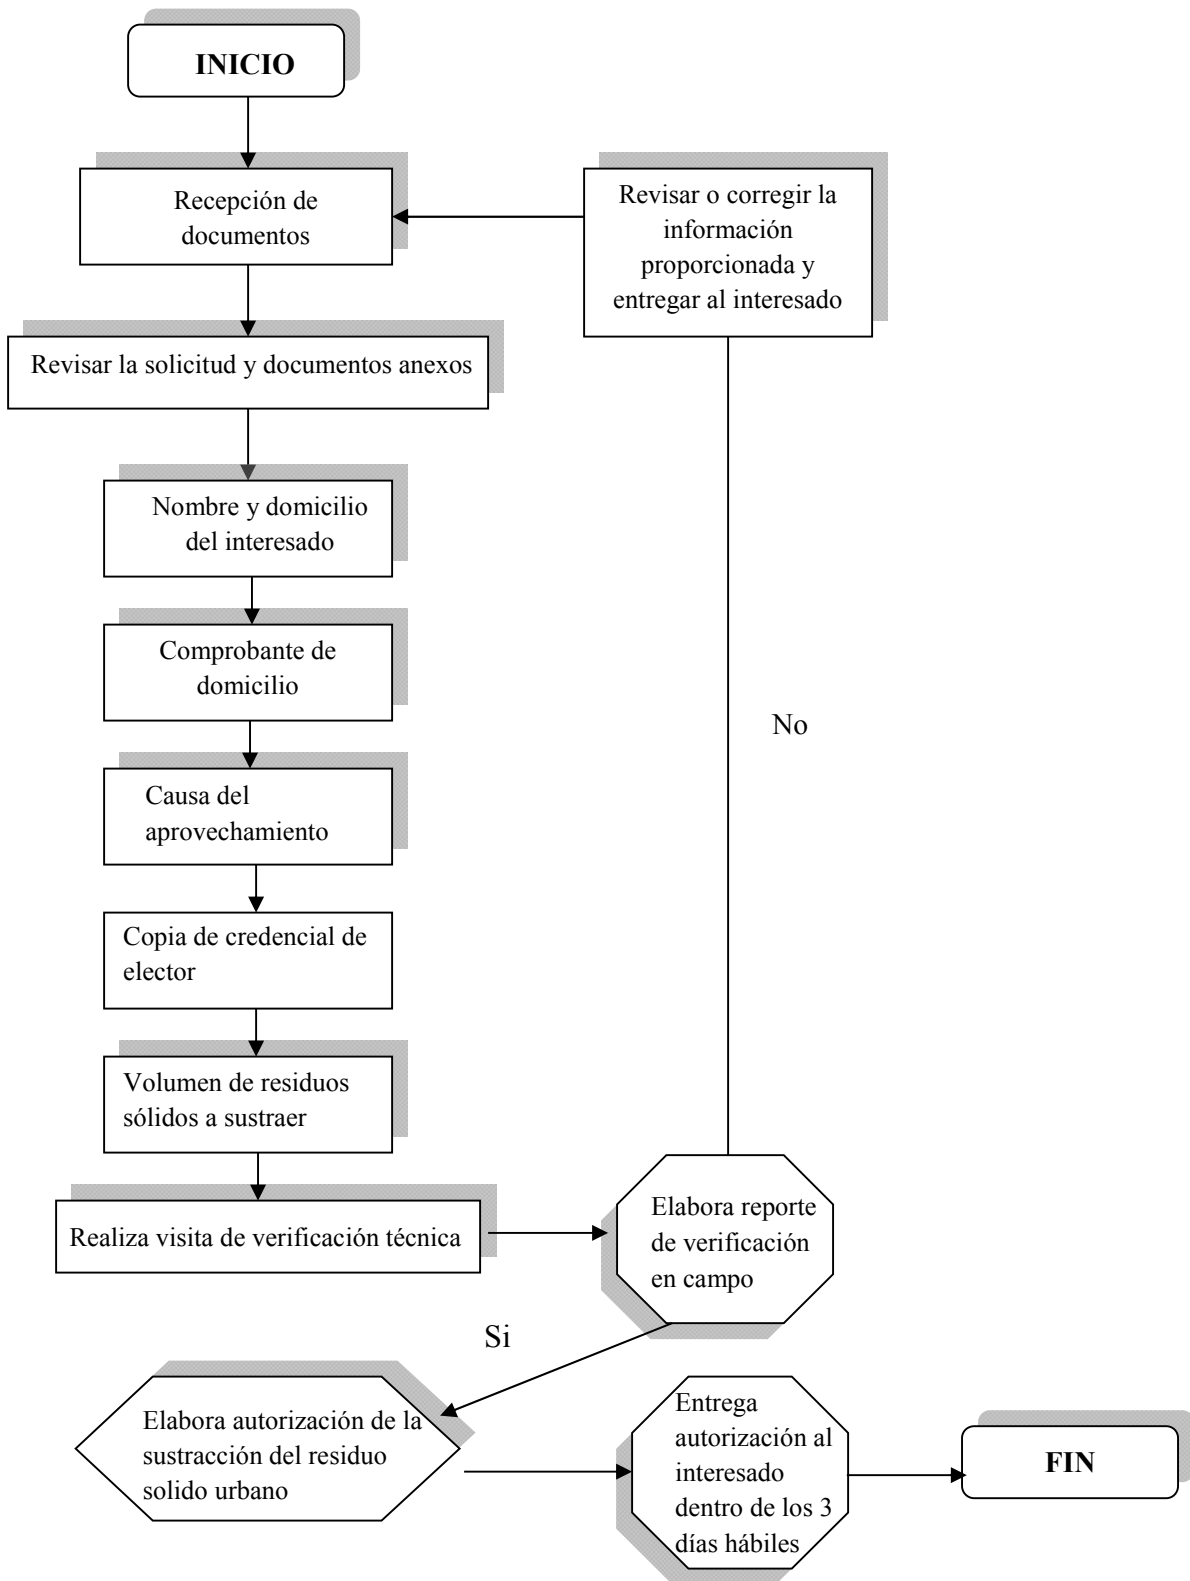 INICIO
Recepción de
documentos
Revisar o corregir la
información
proporcionada y
entregar al interesado
Revisar la solicitud y documentos anexos
Nombre y domicilio
del interesado
Comprobante de
domicilio
No
Causa del
aprovechamiento
Copia de credencial de
elector
Volumen de residuos
sólidos a sustraer
Realiza visita de verificación técnica
Elabora reporte
de verificación
en campo
Si
Elabora autorización de la
sustracción del residuo
solido urbano
Entrega
autorización al
interesado
dentro de los 3
días hábiles
FIN